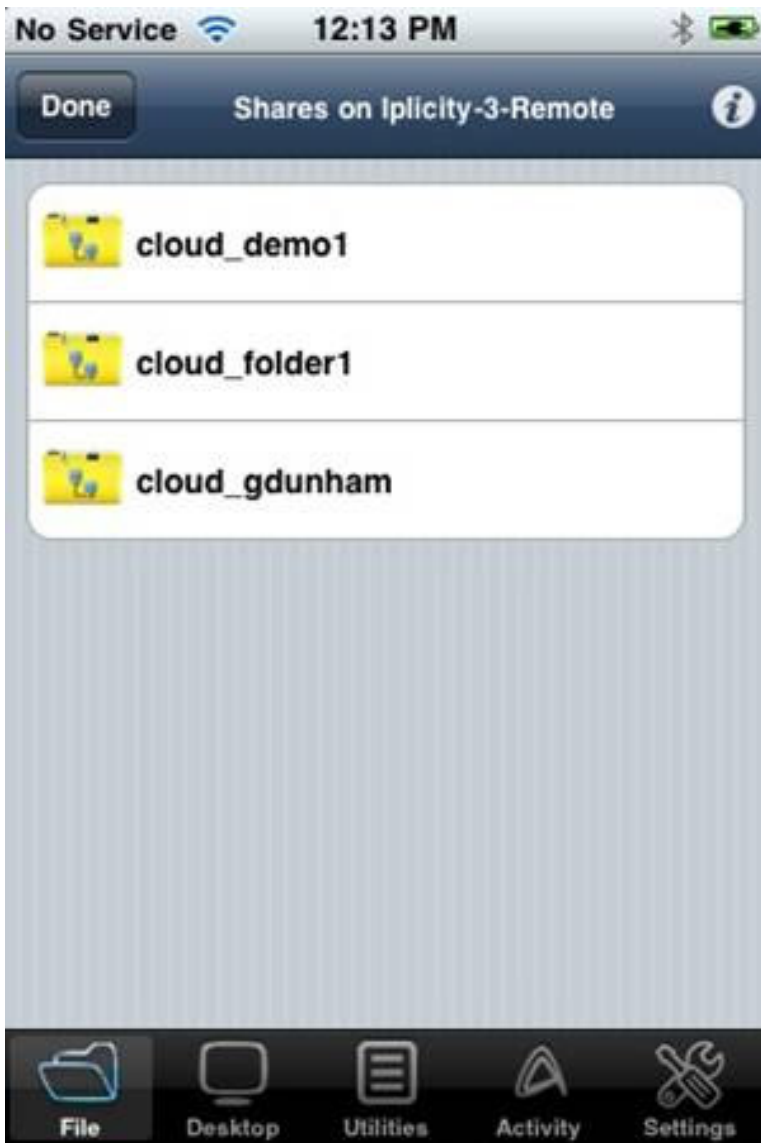 No Service 12:13 PM
Done Shares on Iplicity-3-Remote
cloud_demo1
cloud_folder1
cloud_gdunham
File Desktop Utilities Activity Settings